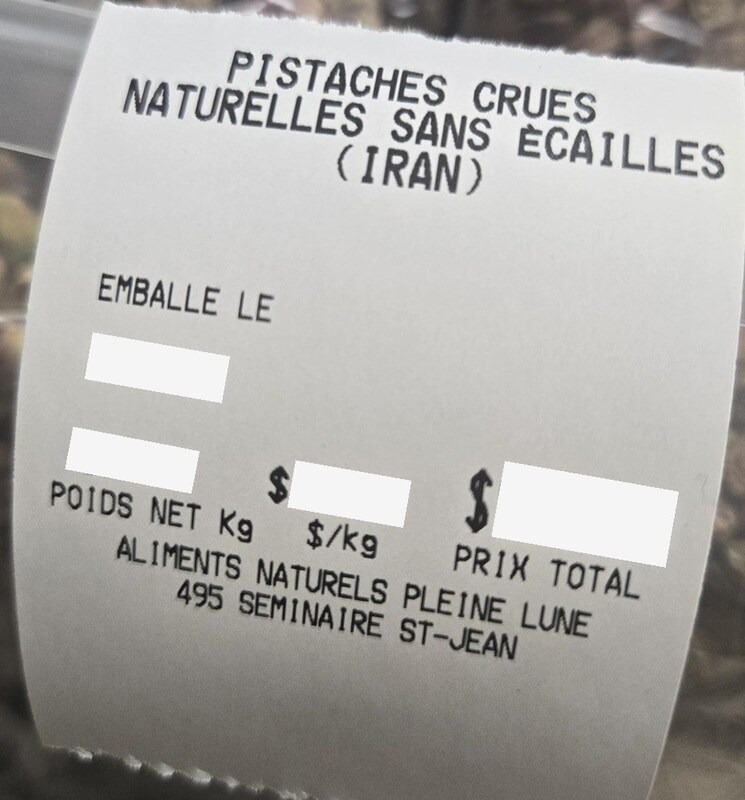 PISTACHES CRUES
NATURELLES SANS ÈCAILLES
(IRAN)
EMBALLE LE
$ $
POIDS NET Kg $/kg PRIX TOTAL
ALIMENTS NATURELS PLEINE LUNE
495 SEMINAIRE ST-JEAN